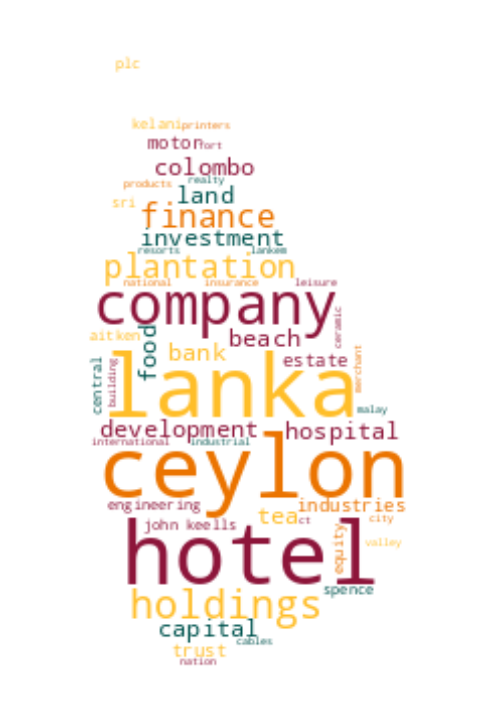 plc
kelani printers
motor fort
colombo
realty
products land
sri finance
investment
resorts lankem
plantation
national insurance leisure
company
ceramic
aitken food beach
bank estate
merchant
central building lanka
malay
development hospital
international industrial
ceylon
engineering industries
tea ct city
john keells
hotel equity valley
spence
holdings
capital
cables
trust
nation